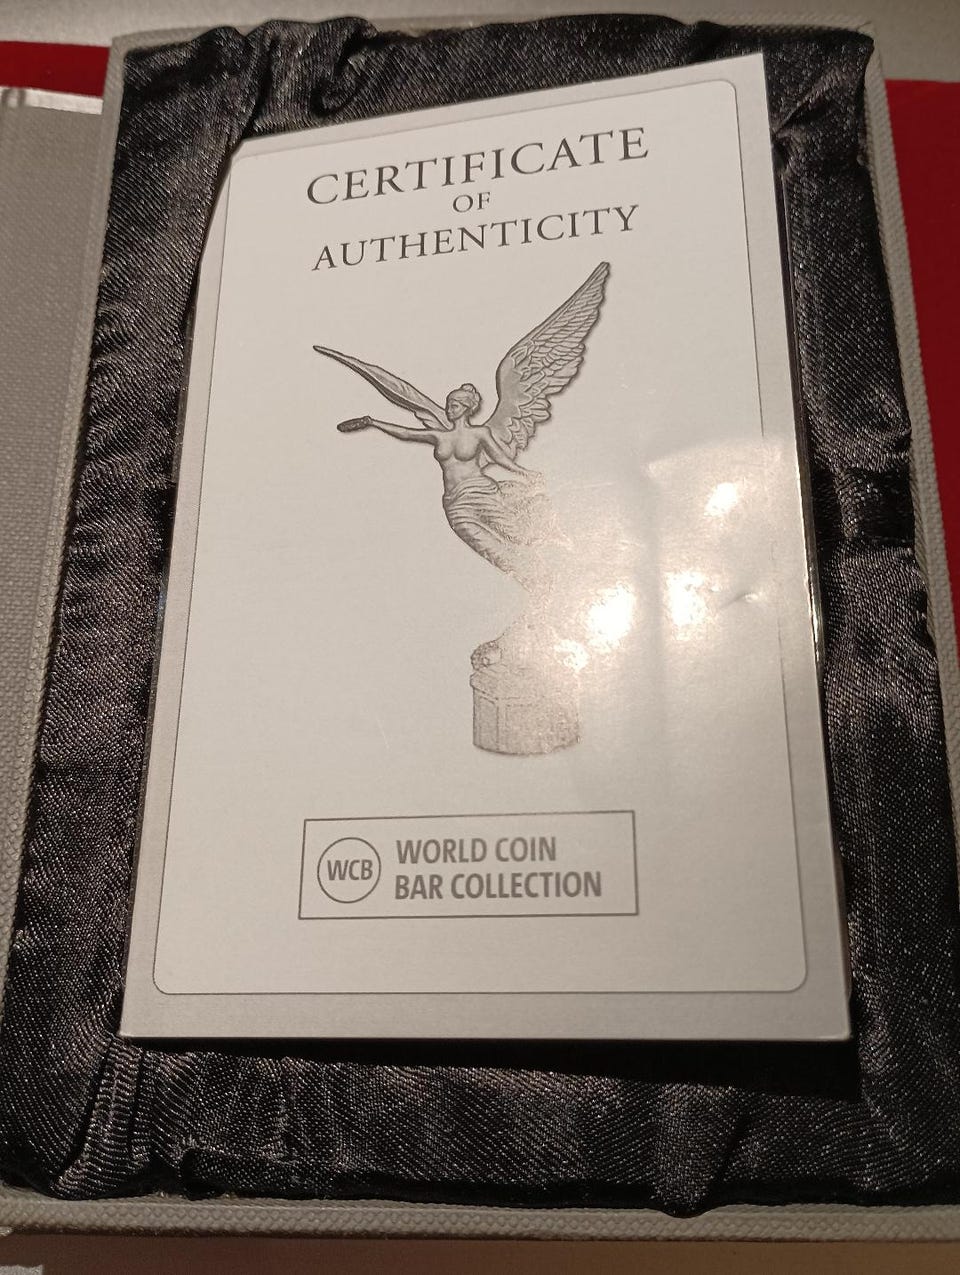 CERTIFICATE
OF
AUTHENTICITY
WCB
WORLD COIN
BAR COLLECTION